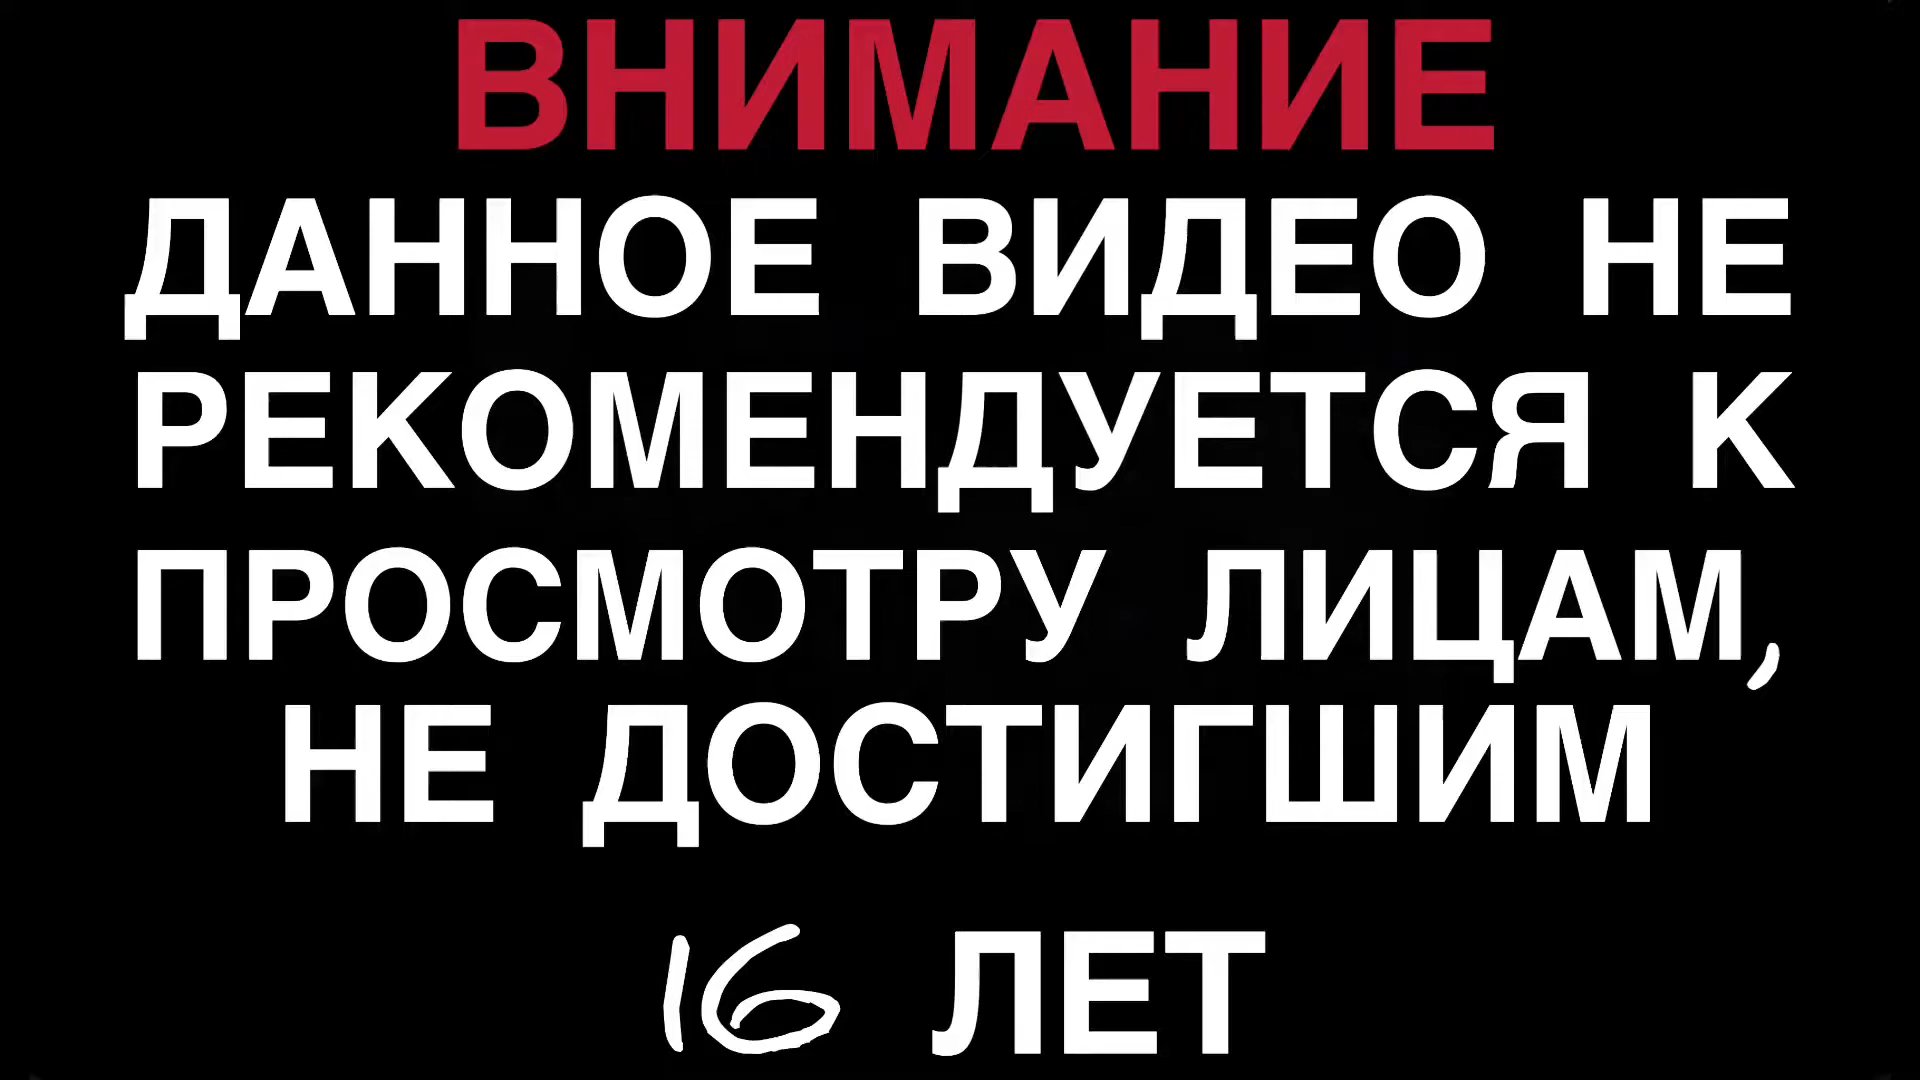 ВНИМАНИЕ
ДАННОЕ ВИДЕО НЕ
РЕКОМЕНДУЕТСЯ К
ПРОСМОТРУ ЛИЦАМ,
НЕ ДОСТИГШИМ
16 ЛЕТ